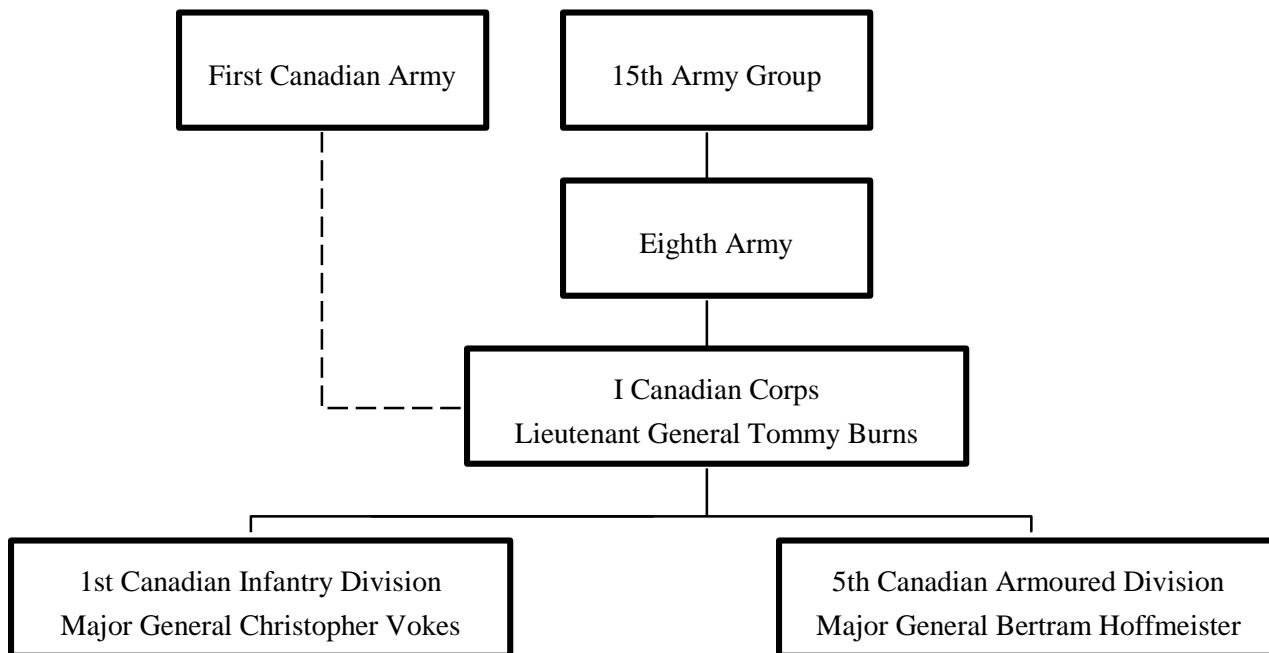 First Canadian Army
15th Army Group
Eighth Army
I Canadian Corps
Lieutenant General Tommy Burns
1st Canadian Infantry Division
Major General Christopher Vokes
5th Canadian Armoured Division
Major General Bertram Hoffmeister